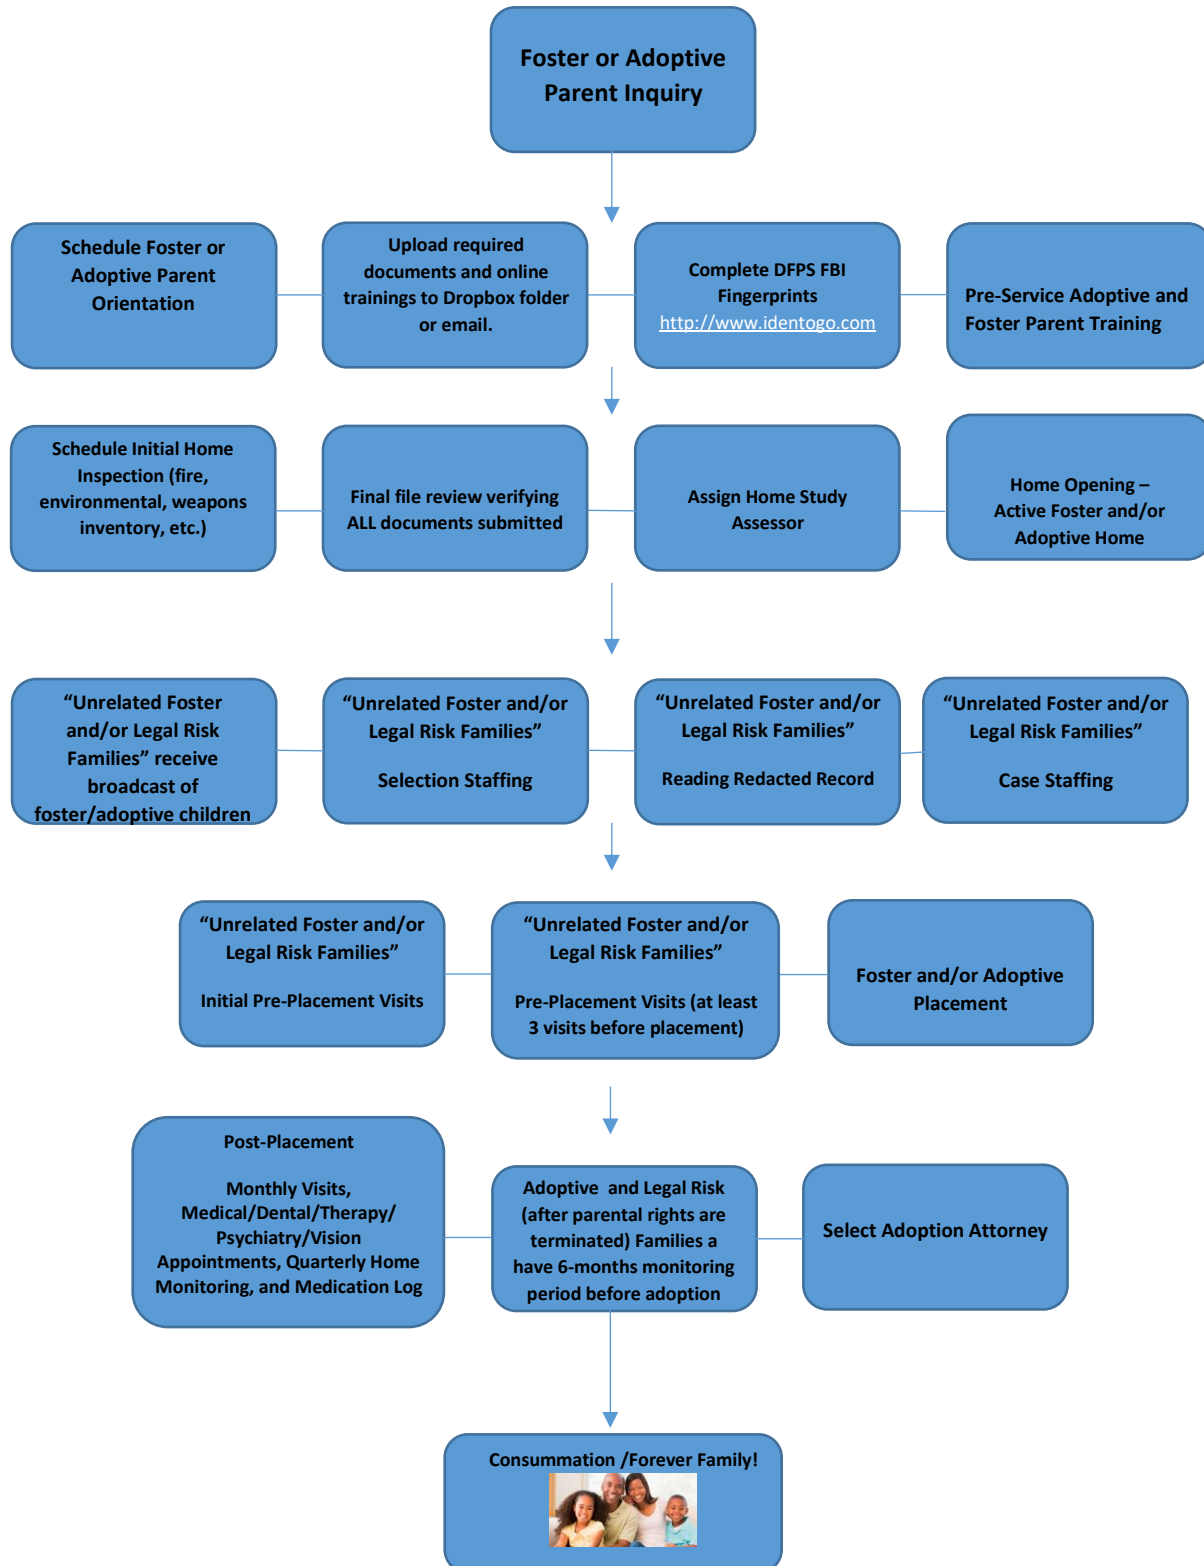 Foster or Adoptive
Parent Inquiry
Schedule Foster or
Adoptive Parent
Orientation
Upload required
documents and online
trainings to Dropbox folder
or email.
Complete DFPS FBI
Fingerprints
http://www.identogo.com
Pre-Service Adoptive and
Foster Parent Training
Schedule Initial Home
Inspection (fire,
environmental, weapons
inventory, etc.)
Final file review verifying
ALL documents submitted
Assign Home Study
Assessor
Home Opening –
Active Foster and/or
Adoptive Home
“Unrelated Foster
and/or Legal Risk
Families” receive
broadcast of
foster/adoptive children
“Unrelated Foster and/or
Legal Risk Families”
Selection Staffing
“Unrelated Foster and/or
Legal Risk Families”
Reading Redacted Record
“Unrelated Foster and/or
Legal Risk Families”
Case Staffing
“Unrelated Foster and/or
Legal Risk Families”
Initial Pre-Placement Visits
“Unrelated Foster and/or
Legal Risk Families”
Pre-Placement Visits (at least
3 visits before placement)
Foster and/or Adoptive
Placement
Post-Placement
Monthly Visits,
Medical/Dental/Therapy/
Psychiatry/Vision
Appointments, Quarterly Home
Monitoring, and Medication Log
Adoptive and Legal Risk
(after parental rights are
terminated) Families a
have 6-months monitoring
period before adoption
Select Adoption Attorney
Consummation /Forever Family!